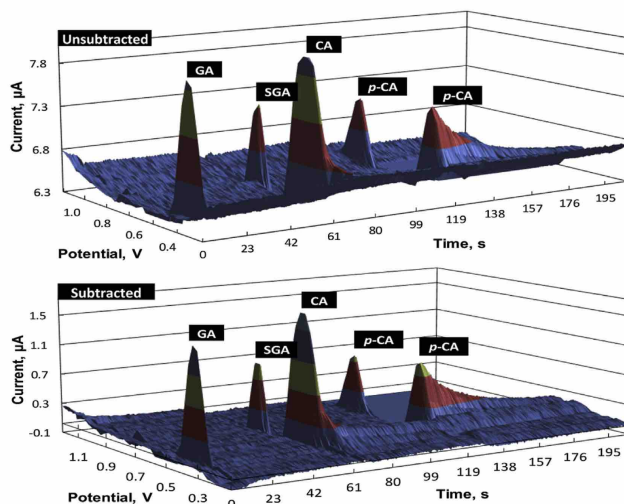 Unsubtracted
CA
GA
SGA
p-CA
p-CA
7.8
7.3
6.8
6.3
Current, µA
1.0
0.8
0.6
0.4
Potential, V
0
23
42
61
80
99
119
138
157
176
195
Time, s
Subtracted
CA
GA
SGA
p-CA
p-CA
1.5
1.1
0.7
0.3
-0.1
Current, µA
1.1
0.9
0.7
0.5
0.3
Potential, V
0
23
42
61
80
99
119
138
157
176
195
Time, s